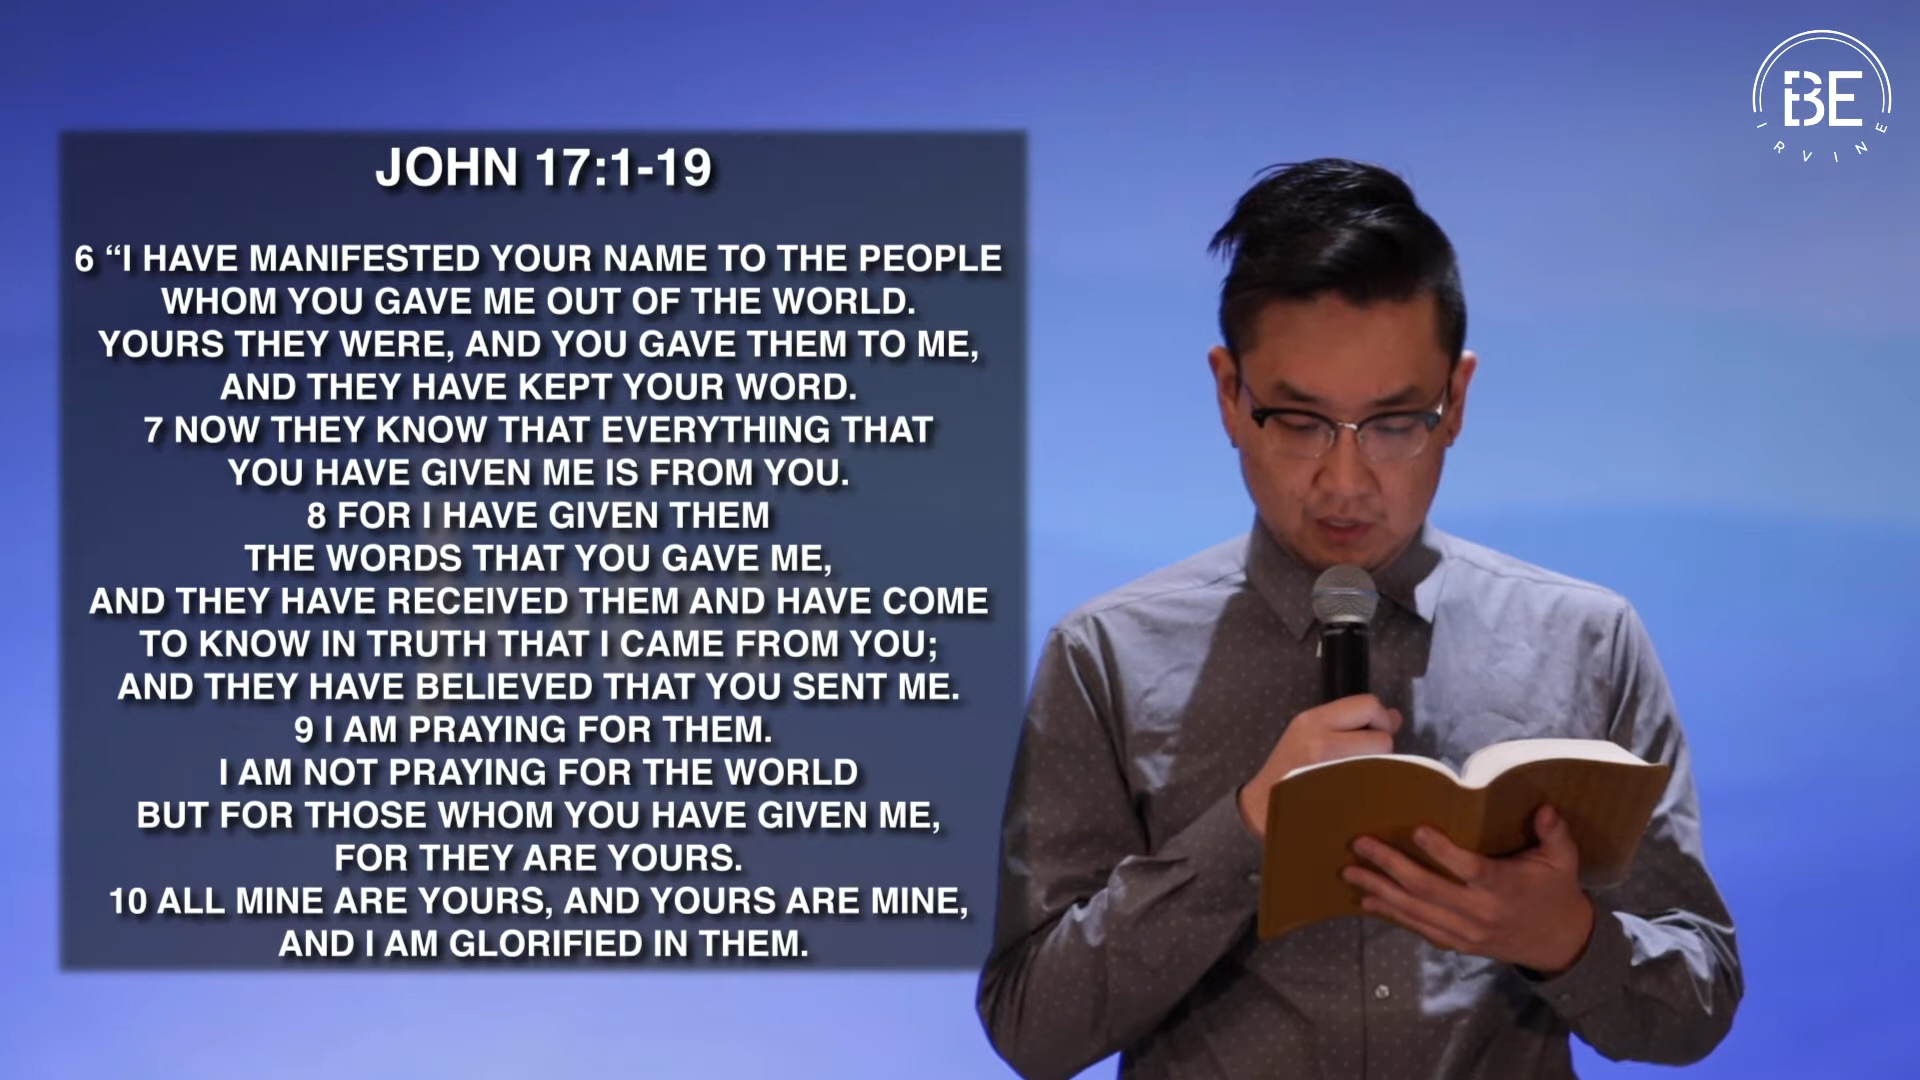 JOHN 17:1-19
6 “I HAVE MANIFESTED YOUR NAME TO THE PEOPLE
WHOM YOU GAVE ME OUT OF THE WORLD.
YOURS THEY WERE, AND YOU GAVE THEM TO ME,
AND THEY HAVE KEPT YOUR WORD.
7 NOW THEY KNOW THAT EVERYTHING THAT
YOU HAVE GIVEN ME IS FROM YOU.
8 FOR I HAVE GIVEN THEM
THE WORDS THAT YOU GAVE ME,
AND THEY HAVE RECEIVED THEM AND HAVE COME
TO KNOW IN TRUTH THAT I CAME FROM YOU;
AND THEY HAVE BELIEVED THAT YOU SENT ME.
9 I AM PRAYING FOR THEM.
I AM NOT PRAYING FOR THE WORLD
BUT FOR THOSE WHOM YOU HAVE GIVEN ME,
FOR THEY ARE YOURS.
10 ALL MINE ARE YOURS, AND YOURS ARE MINE,
AND I AM GLORIFIED IN THEM.
BE
IRVINE